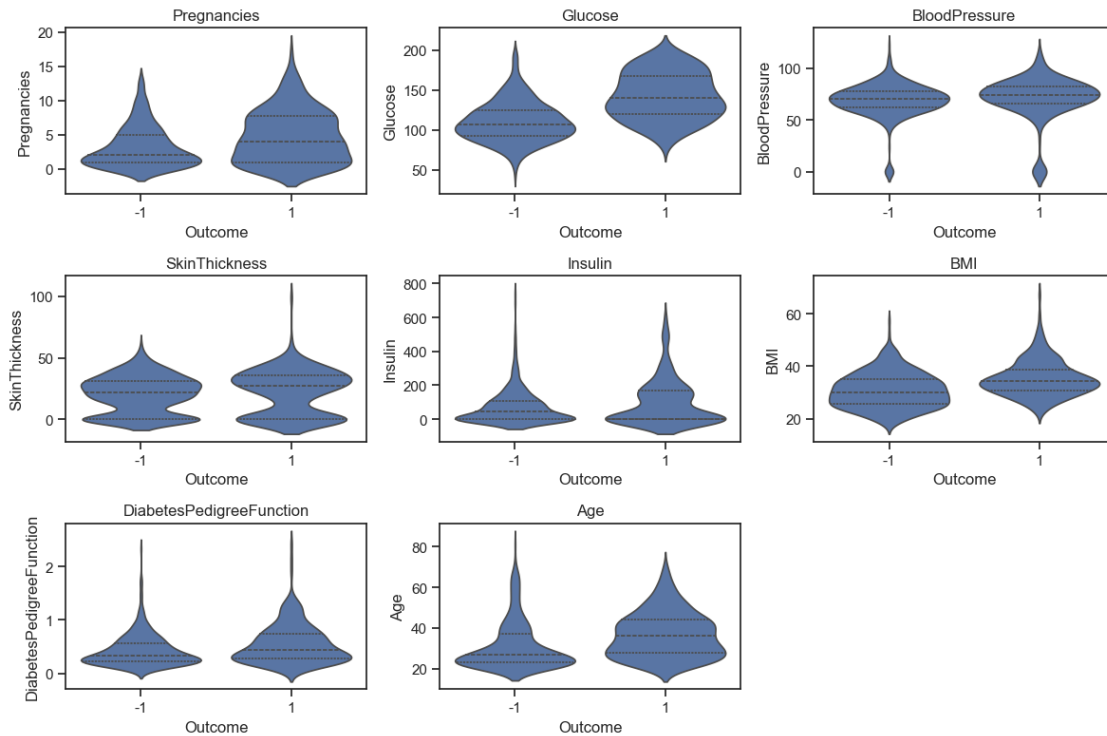 Pregnancies
20
15
10
5
0
Pregnancies
-1
1
Outcome
Glucose
200
150
100
50
Glucose
-1
1
Outcome
BloodPressure
100
50
0
BloodPressure
-1
1
Outcome
SkinThickness
100
50
0
SkinThickness
-1
1
Outcome
Insulin
800
600
400
200
0
Insulin
-1
1
Outcome
BMI
60
40
20
BMI
-1
1
Outcome
DiabetesPedigreeFunction
2
1
0
DiabetesPedigreeFunction
-1
1
Outcome
Age
80
60
40
20
Age
-1
1
Outcome